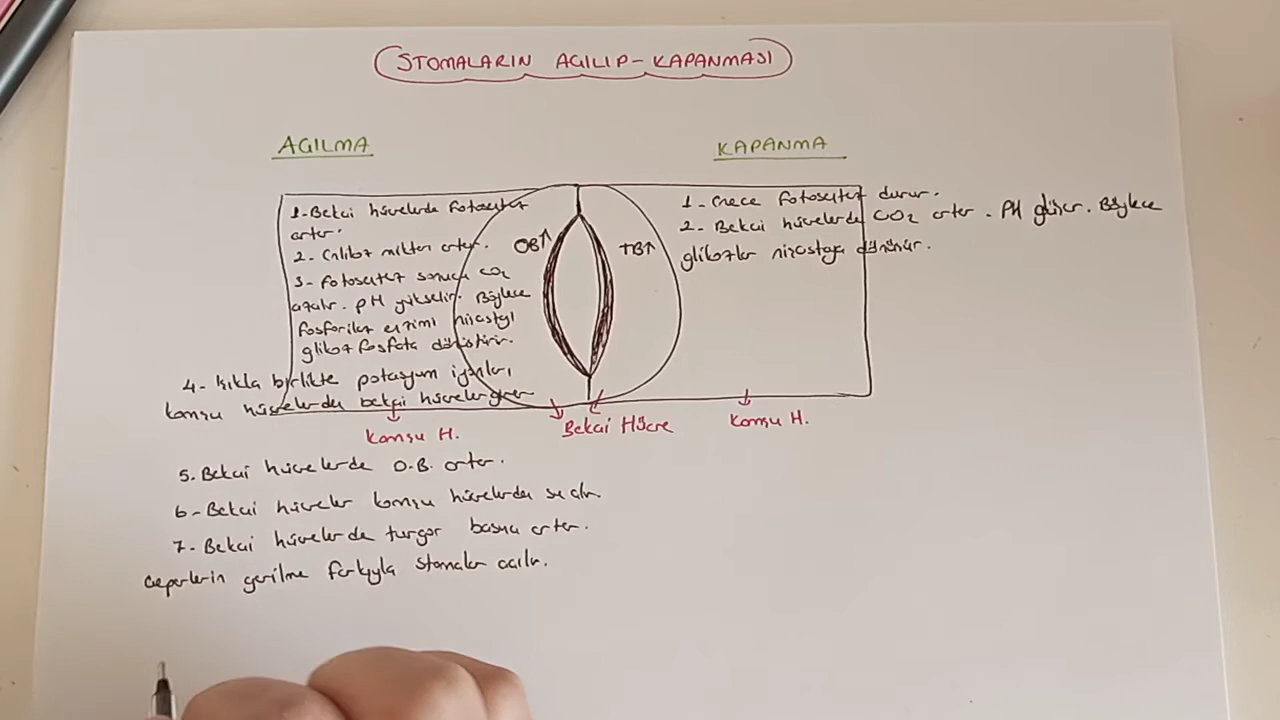 STOMALARIN AÇILIP-KAPANMASI
AÇILMA
1-Bekçi hücrelerde fotosentez
artar.
2- Glikoz miktarı artar.
3- Fotosentez sonucu CO2
azalır. pH yükselir. Böylece
fosforilaz enzimi nişastayı
glikoz fosfata dönüştürür.
4- Işıkla birlikte potasyum iyonları,
komşu hücrelerden bekçi hücrelere girer
OB↑
TB↑
Komşu H.
Bekçi Hücre
Komşu H.
5. Bekçi hücrelerde O.B. artar.
6- Bekçi hücreler komşu hücrelerden su alır.
7- Bekçi hücrelerde turgor basıncı artar.
Çeperlerin gerilme farkıyla stomalar açılır.
KAPANMA
1- Gece fotosentez durur.
2- Bekçi hücrelerde CO2 artar. PH düşer. Böylece
glikozlar nişastaya dönüşür.